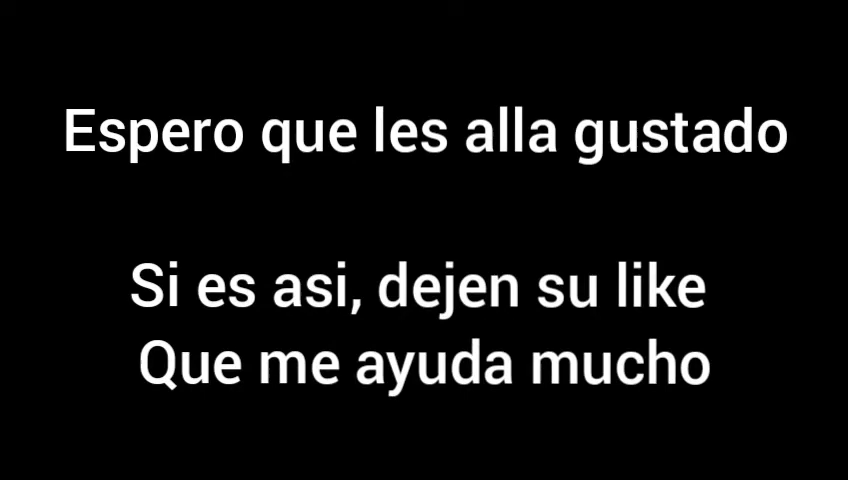 Espero que les alla gustado
Si es asi, dejen su like
Que me ayuda mucho